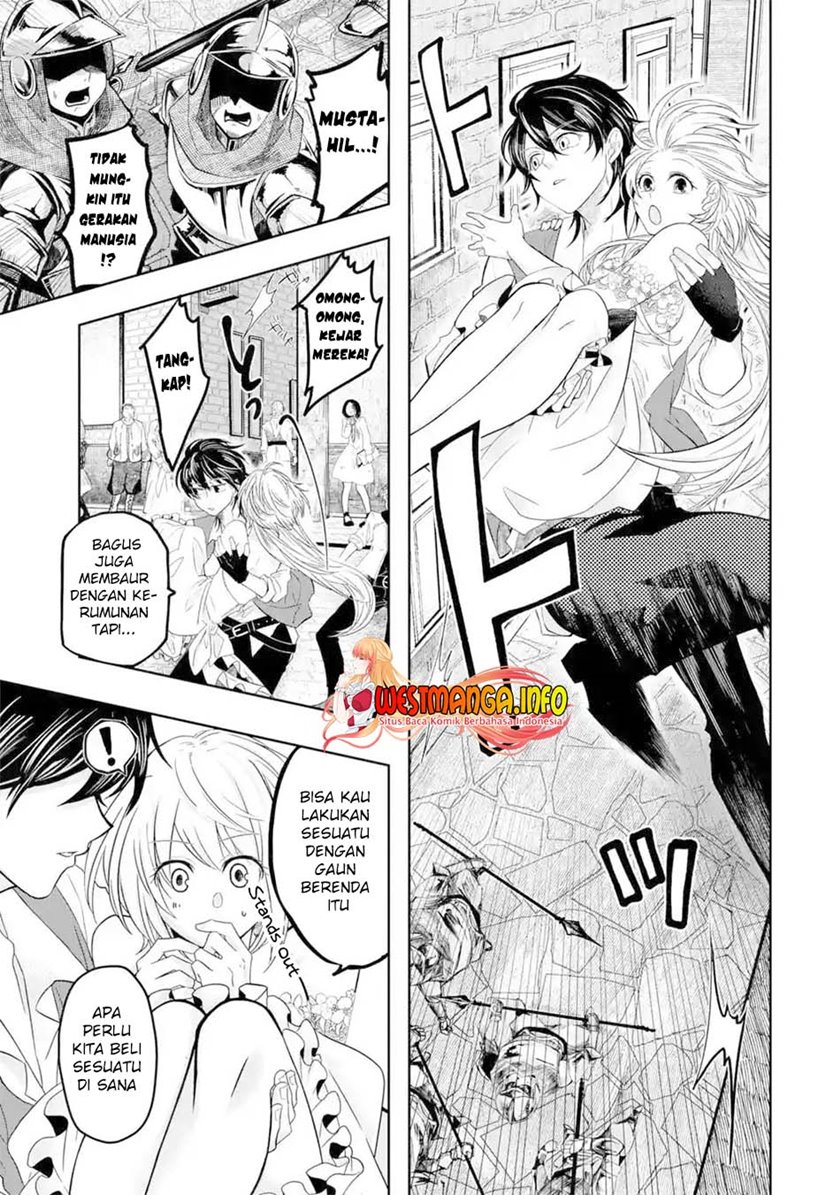 ト
ト
MUSTA-
HIL...!
TIDAK
MUNG-
KIN ITU
GERAKAN
MANUSIA
!?
OMONG-
OMONG,
KEJAR
MEREKA!
TANG-
KAP!
BAGUS
JUGA
MEMBAUR
DENGAN KE-
RUMUNAN
TAPI...
WESTMANGA.INFO
Situs Baca Komik Berbahasa Indonesia
BISA KAU
LAKUKAN
SESUATU
DENGAN
GAUN
BERENDA
ITU
!
Stands Out
APA
PERLU
KITA BELI
SESUATU
DI SANA